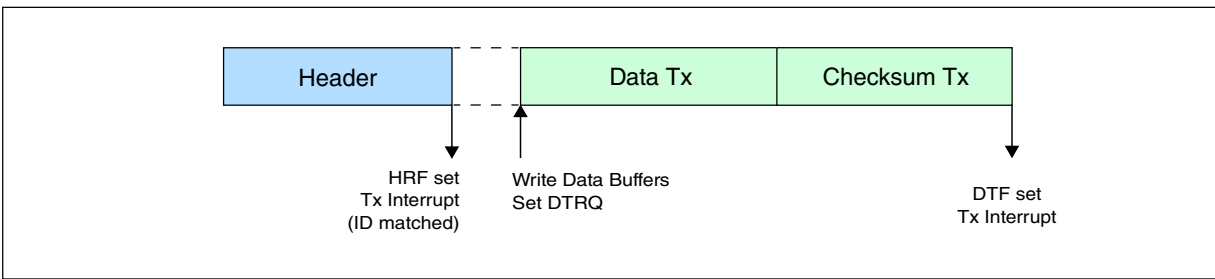 Header
Data Tx
Checksum Tx
HRF set
Tx Interrupt
(ID matched)
Write Data Buffers
Set DTRQ
DTF set
Tx Interrupt